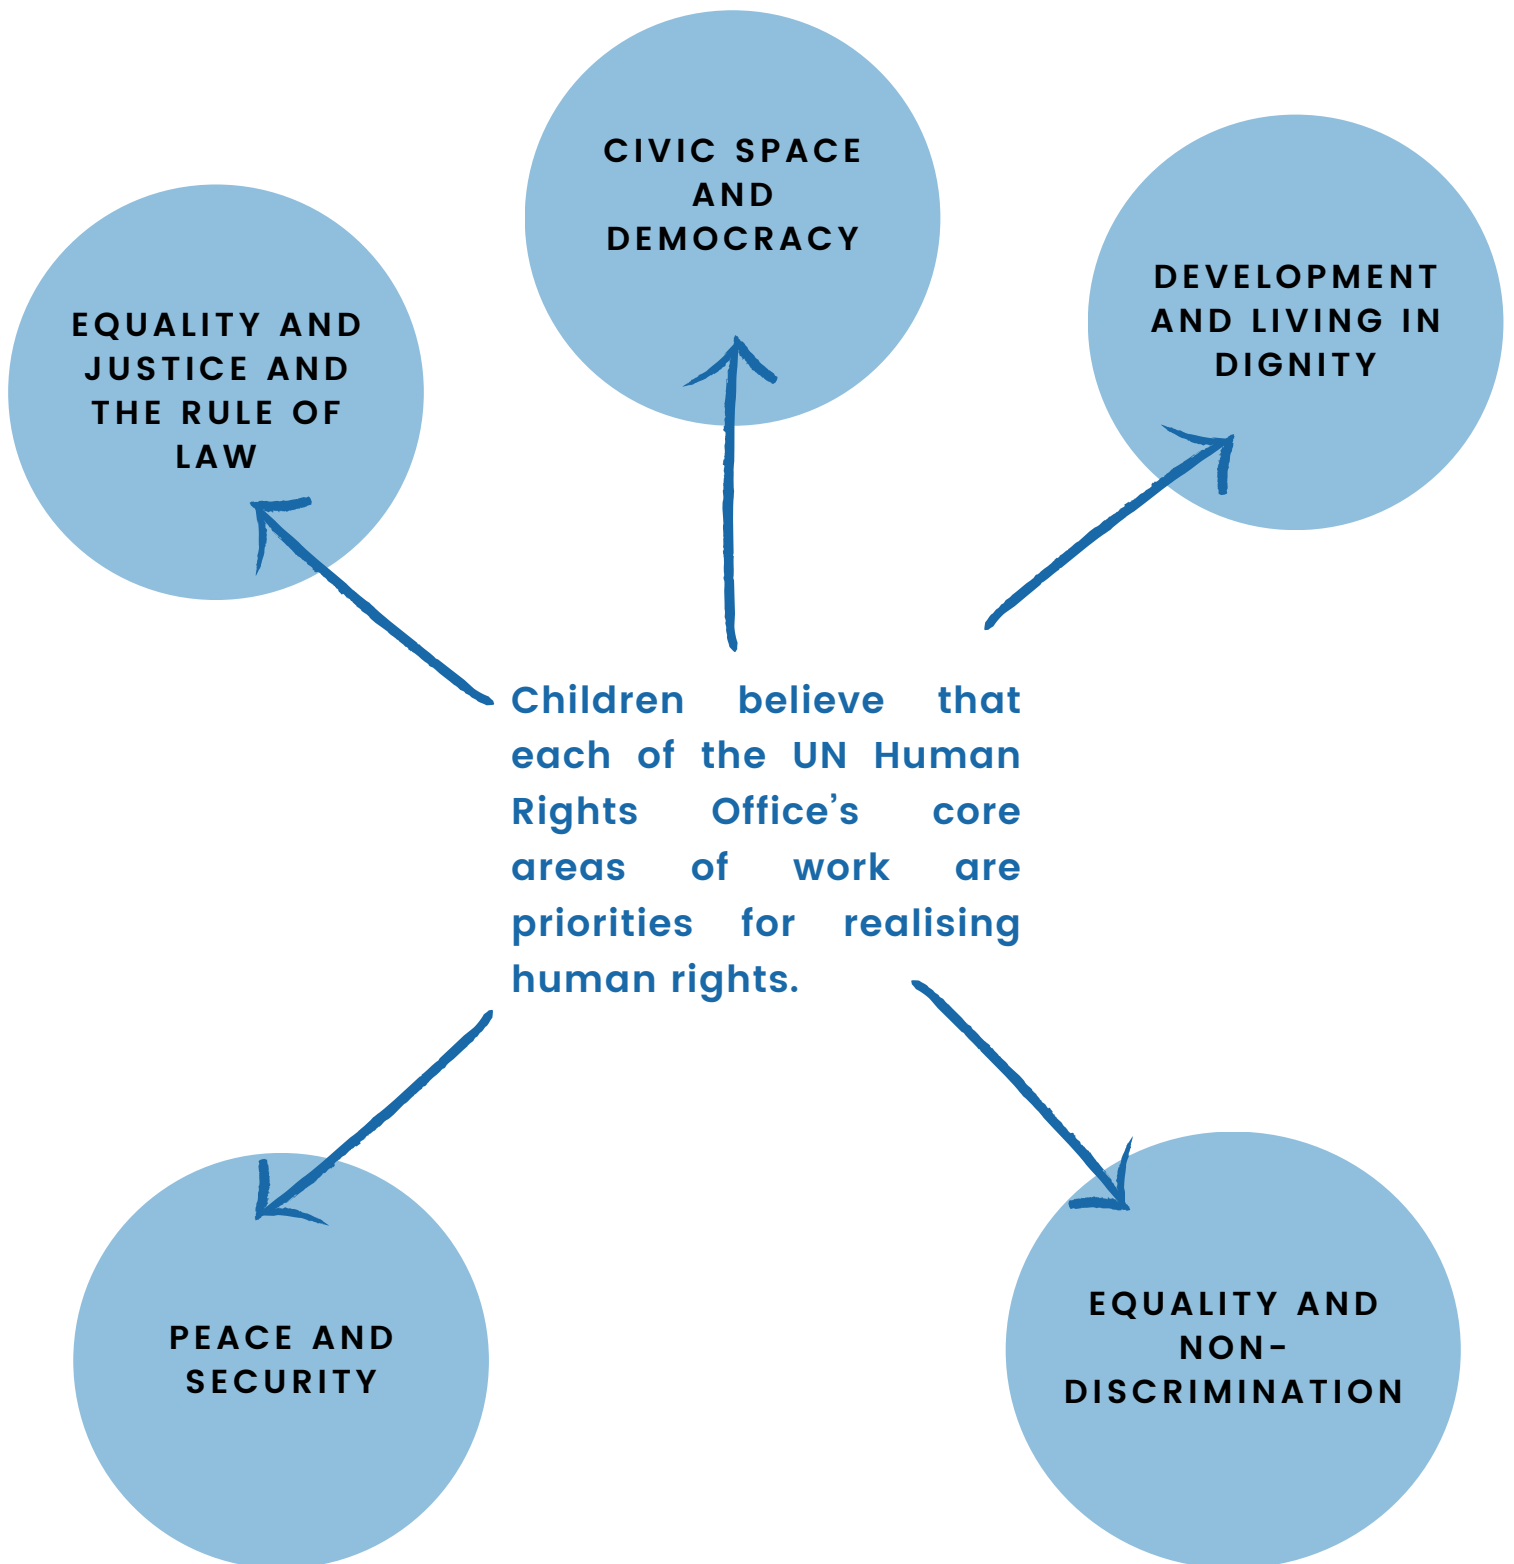 CIVIC SPACE
AND
DEMOCRACY
DEVELOPMENT
AND LIVING IN
DIGNITY
EQUALITY AND
JUSTICE AND
THE RULE OF
LAW
Children believe that
each of the UN Human
Rights Office’s core
areas of work are
priorities for realising
human rights.
PEACE AND
SECURITY
EQUALITY AND
NON-
DISCRIMINATION